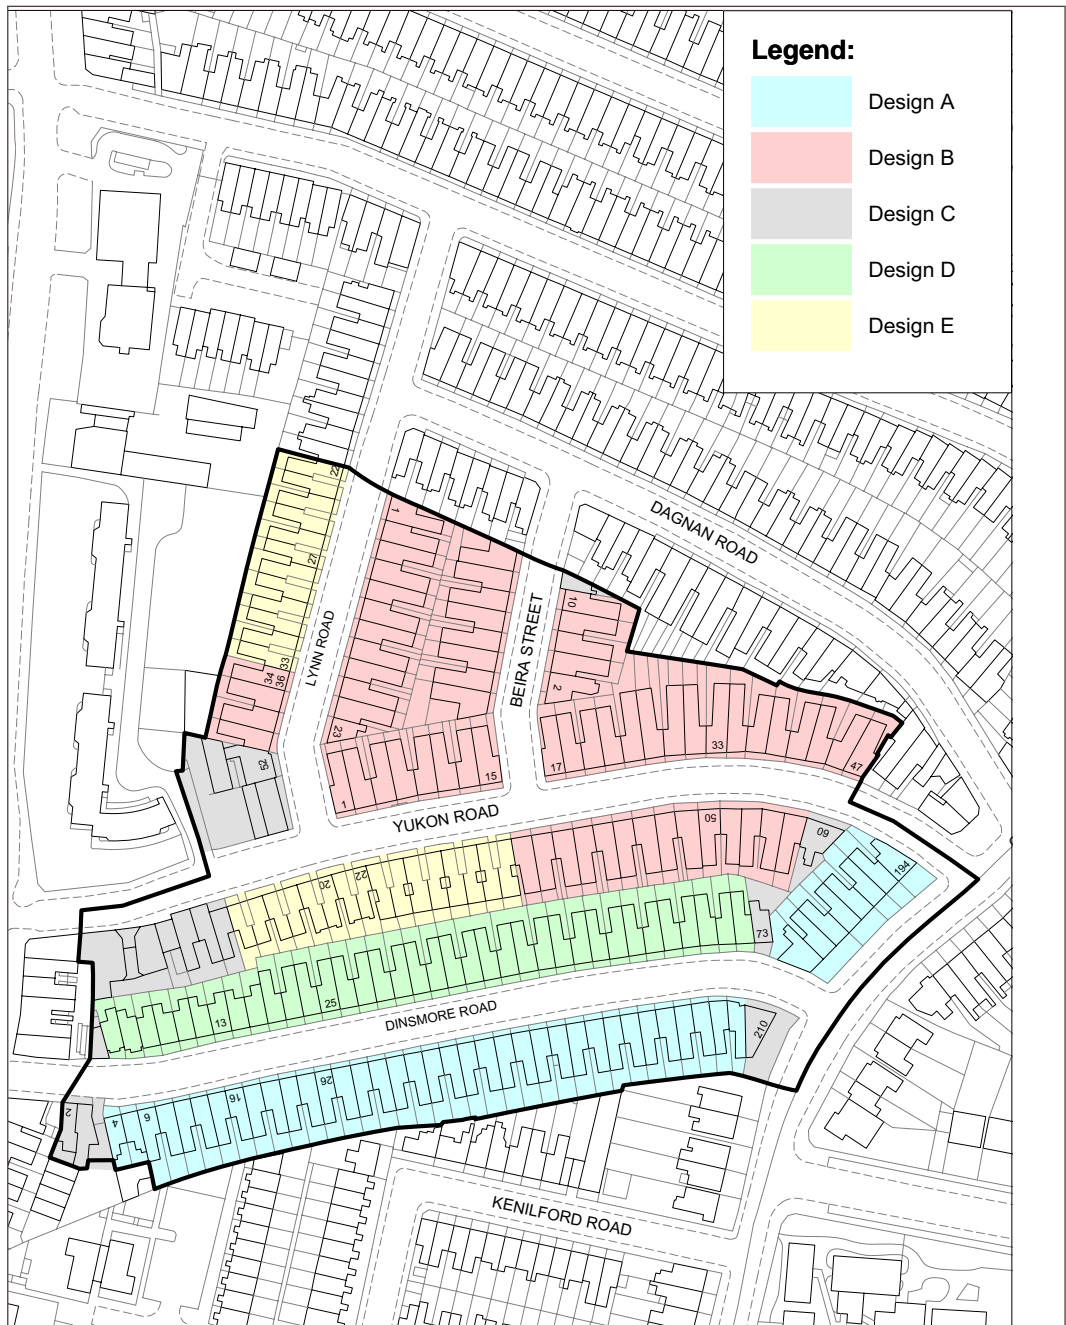 Legend:
Design A
Design B
Design C
Design D
Design E
22
27
33
34
36
52
LYNN ROAD
1
23
1
15
BEIRA STREET
10
2
DAGNAN ROAD
17
33
47
YUKON ROAD
20
22
50
60
194
73
13
25
DINSMORE ROAD
210
2
4
6
16
26
KENILFORD ROAD